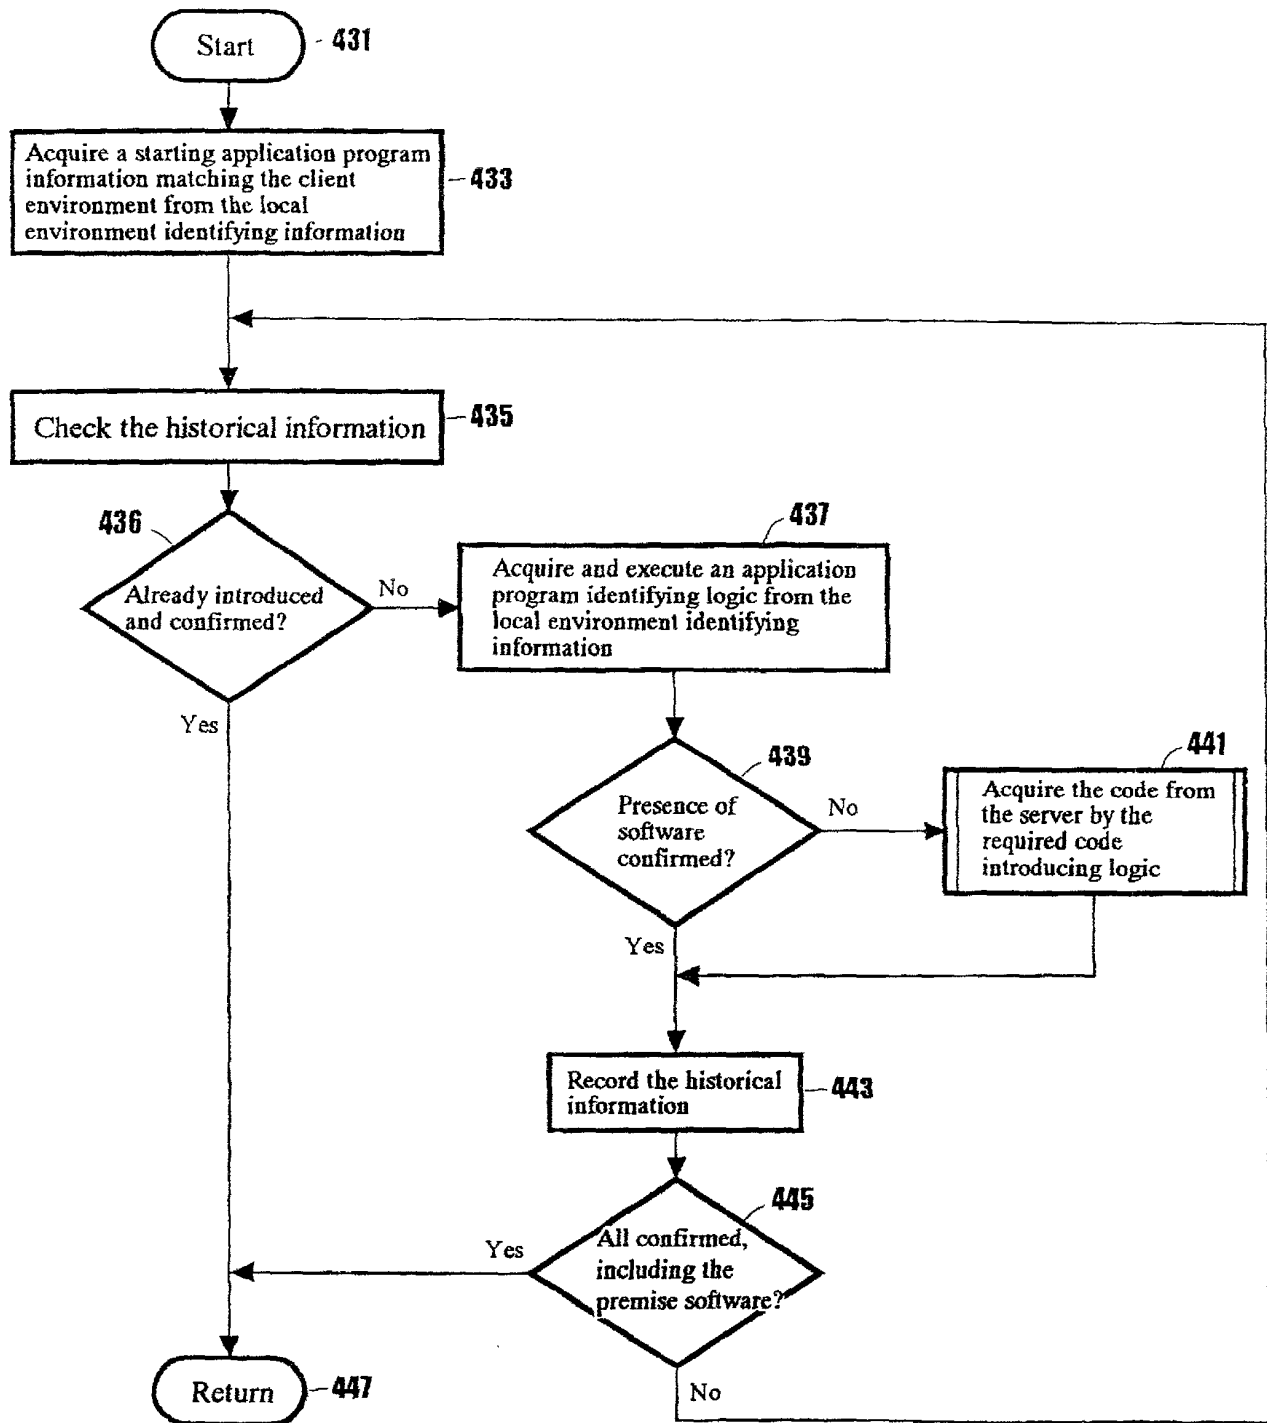 Start
431
Acquire a starting application program
information matching the client
environment from the local
environment identifying information
433
Check the historical information
435
436
Already introduced
and confirmed?
No
Yes
437
Acquire and execute an application
program identifying logic from the
local environment identifying
information
439
Presence of
software
confirmed?
No
Yes
441
Acquire the code from
the server by the
required code
introducing logic
Record the historical
information
443
445
All confirmed,
including the
premise software?
Yes
No
Return
447